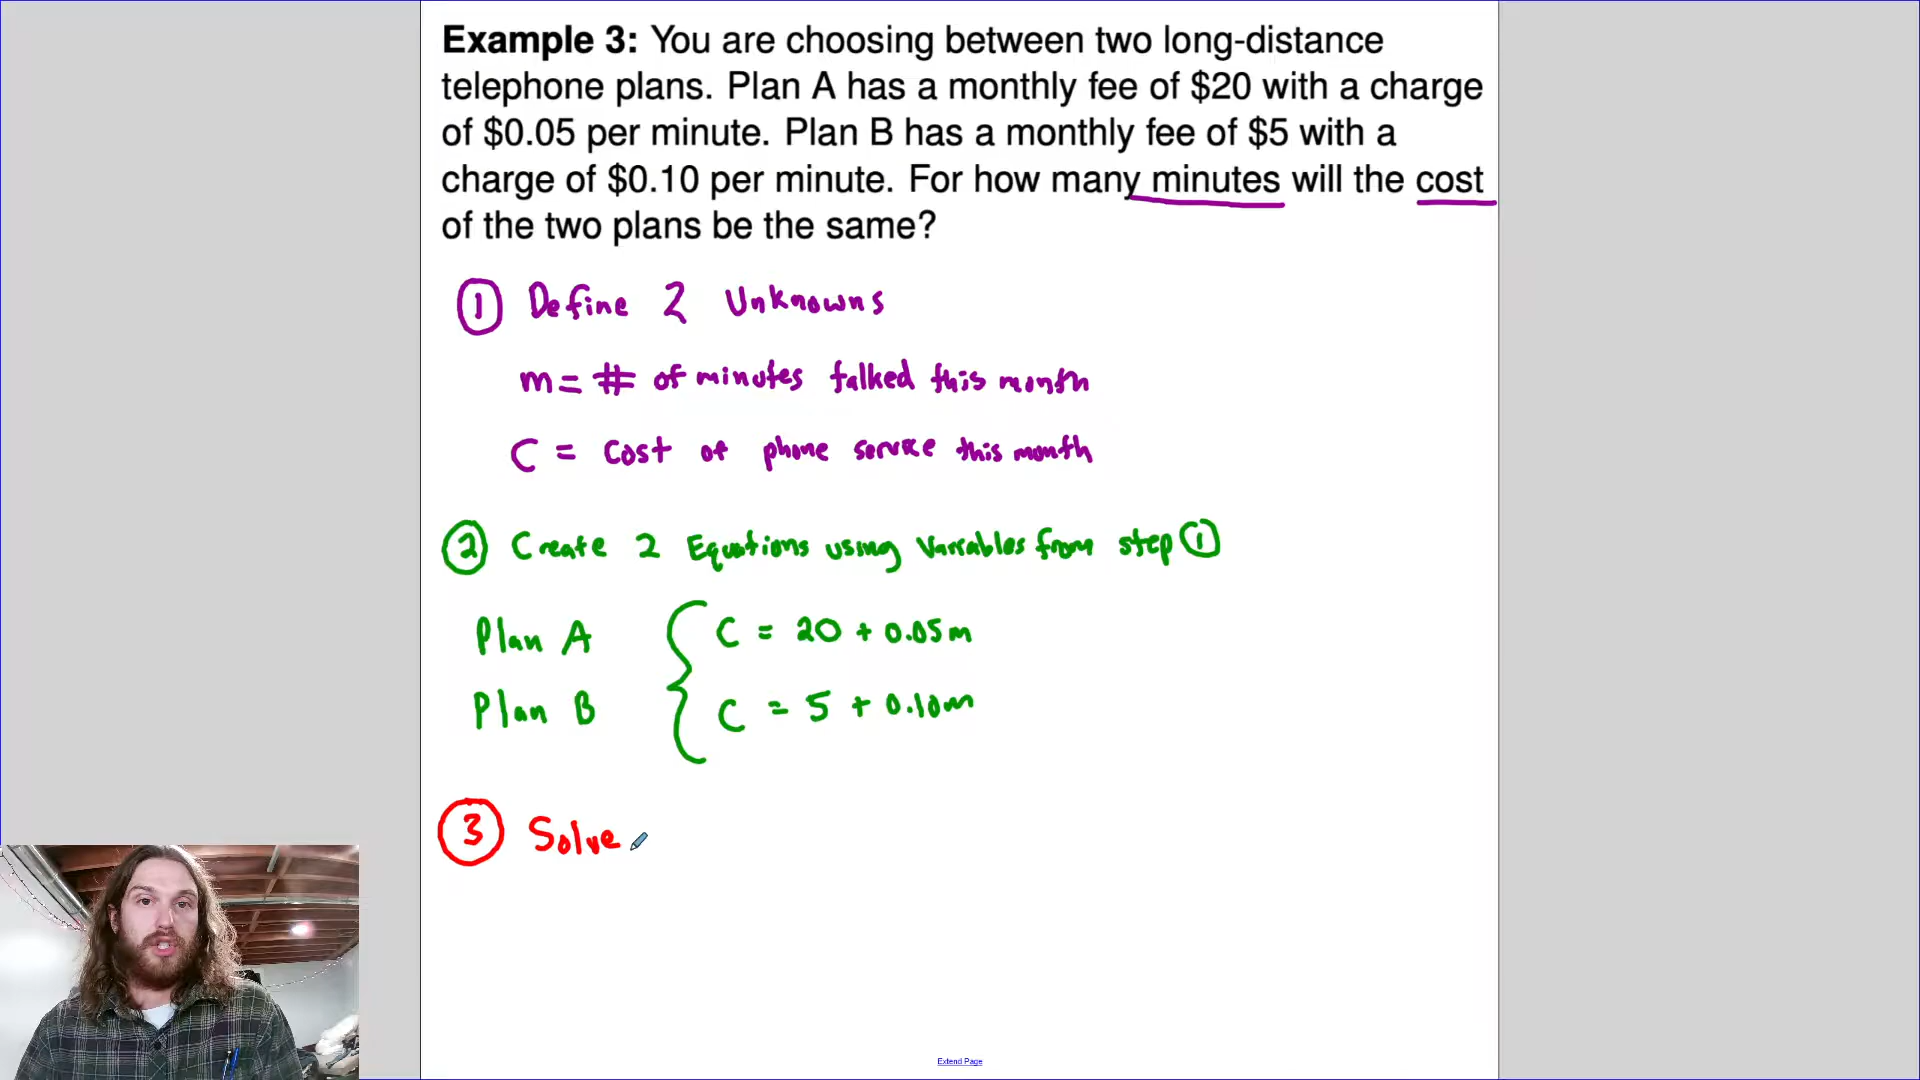 Example 3: You are choosing between two long-distance
telephone plans. Plan A has a monthly fee of $20 with a charge
of $0.05 per minute. Plan B has a monthly fee of $5 with a
charge of $0.10 per minute. For how many minutes will the cost
of the two plans be the same?
① Define 2 Unknowns
m = # of minutes talked this month
C = cost of phone service this month
② Create 2 Equations using Variables from step ①
Plan A { C = 20 + 0.05m
Plan B { C = 5 + 0.10m
③ Solve
Extend Page